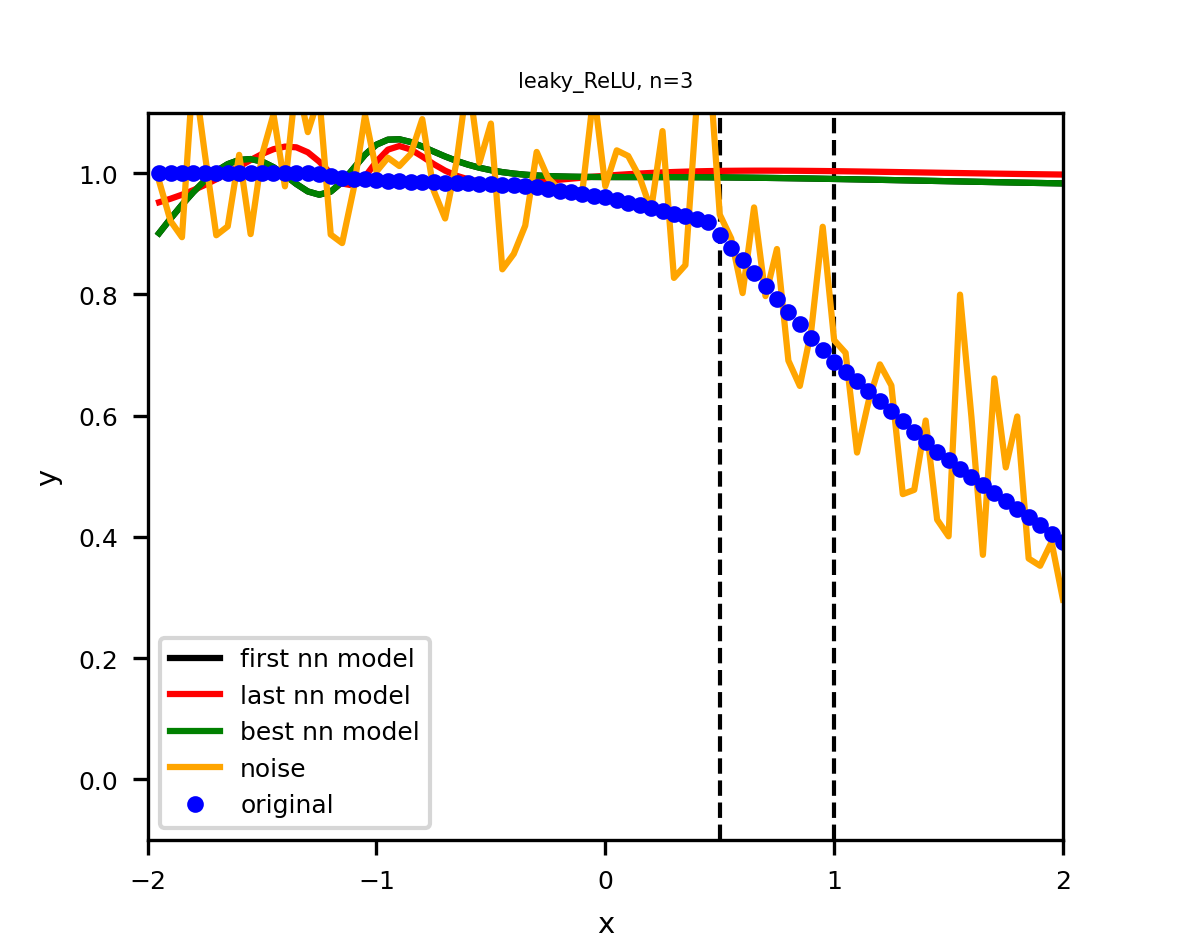 leaky_ReLU, n=3
1.0
0.8
0.6
0.4
0.2
0.0
y
first nn model
last nn model
best nn model
noise
original
−2
−1
0
1
2
x